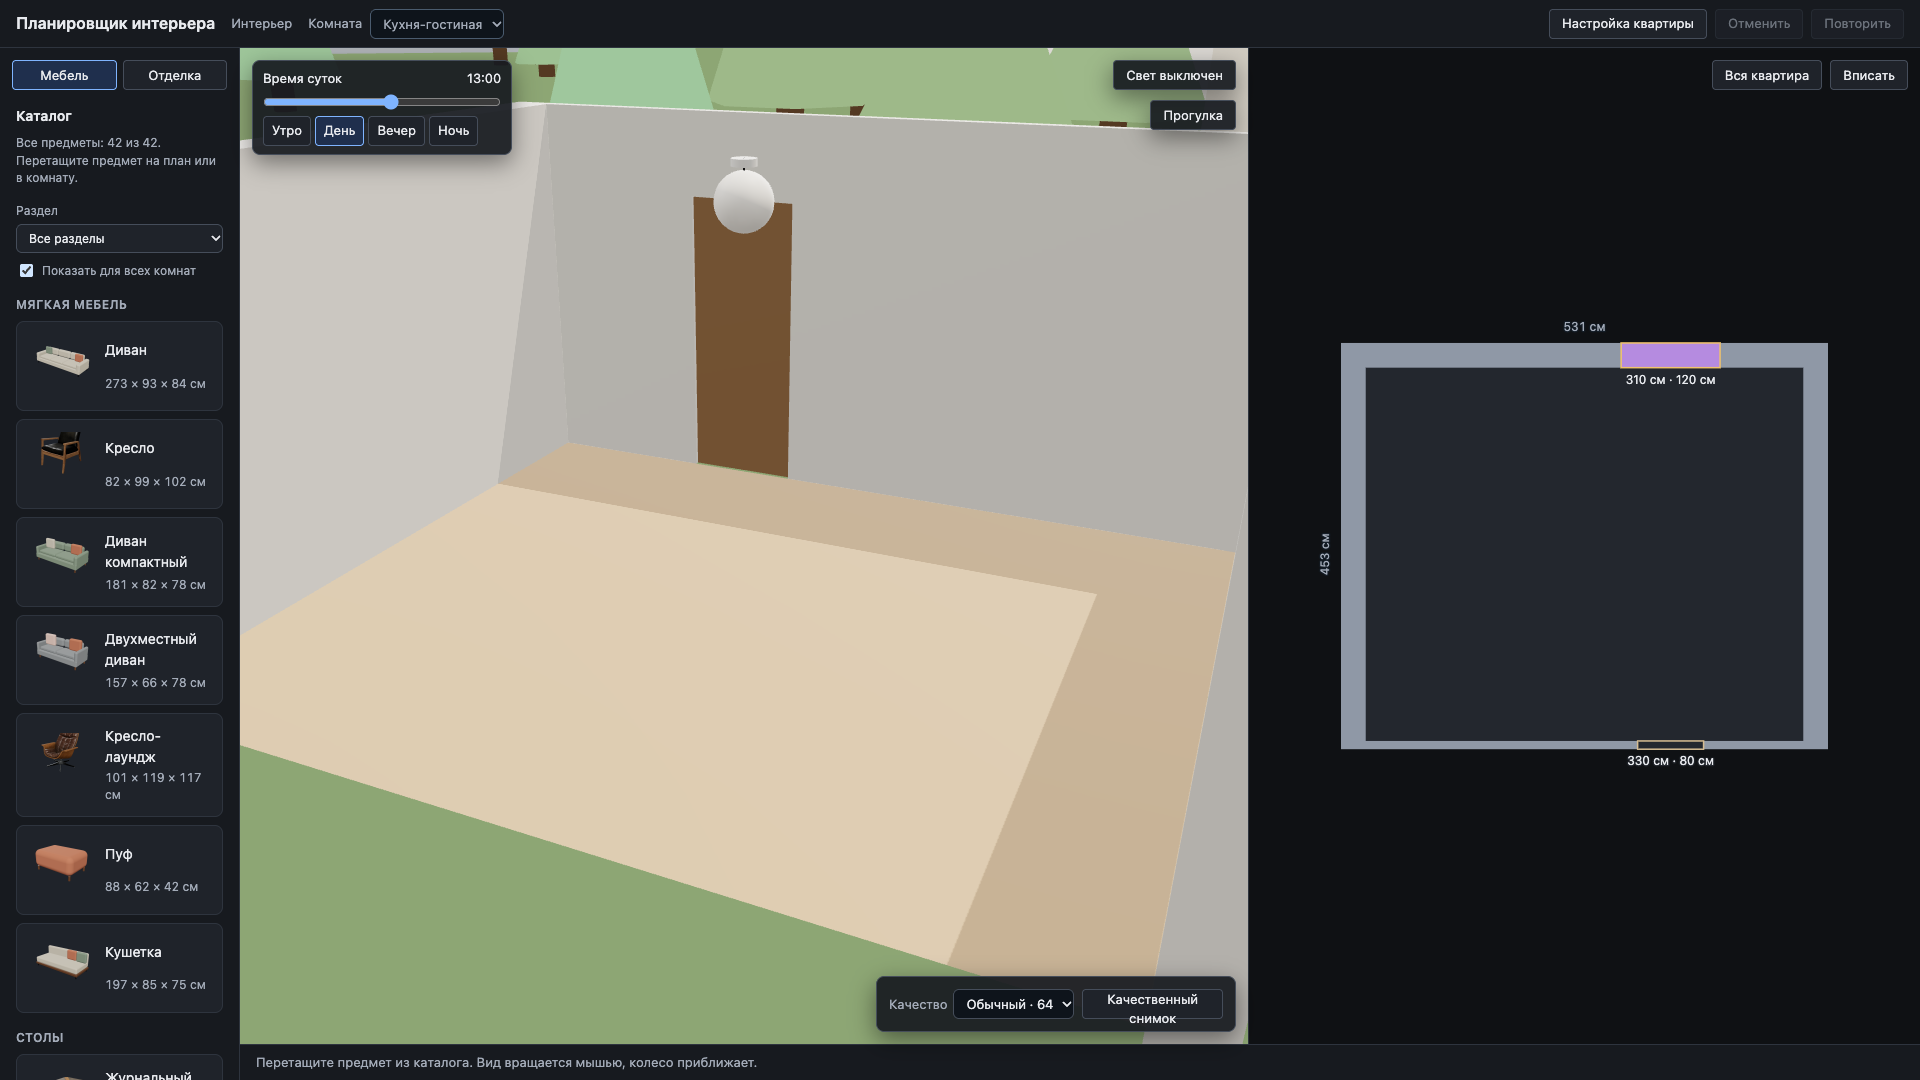 Планировщик интерьера
Интерьер
Комната
Кухня-гостиная
Настройка квартиры
Отменить
Повторить
Мебель
Отделка
Каталог
Все предметы: 42 из 42.
Перетащите предмет на план или
в комнату.
Раздел
Все разделы
Показать для всех комнат
МЯГКАЯ МЕБЕЛЬ
Диван
273 × 93 × 84 см
Кресло
82 × 99 × 102 см
Диван
компактный
181 × 82 × 78 см
Двухместный
диван
157 × 66 × 78 см
Кресло-
лаундж
101 × 119 × 117
см
Пуф
88 × 62 × 42 см
Кушетка
197 × 85 × 75 см
СТОЛЫ
Журнальный
Время суток
13:00
Утро
День
Вечер
Ночь
Свет выключен
Прогулка
Качество
Обычный · 64
Качественный
снимок
Вся квартира
Вписать
531 см
310 см · 120 см
453 см
330 см · 80 см
Перетащите предмет из каталога. Вид вращается мышью, колесо приближает.